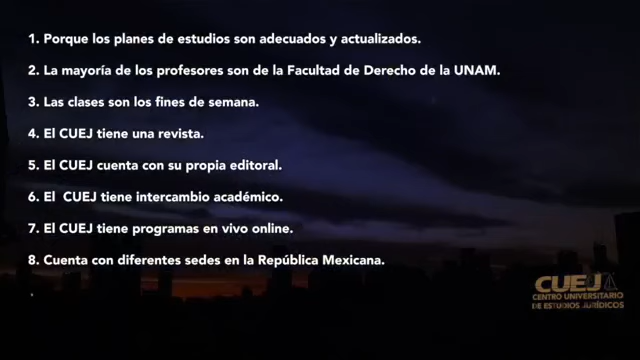 1. Porque los planes de estudios son adecuados y actualizados.
2. La mayoría de los profesores son de la Facultad de Derecho de la UNAM.
3. Las clases son los fines de semana.
4. El CUEJ tiene una revista.
5. El CUEJ cuenta con su propia editoral.
6. El  CUEJ tiene intercambio académico.
7. El CUEJ tiene programas en vivo online.
8. Cuenta con diferentes sedes en la República Mexicana.
CUEJ
CENTRO UNIVERSITARIO
DE ESTUDIOS JURÍDICOS